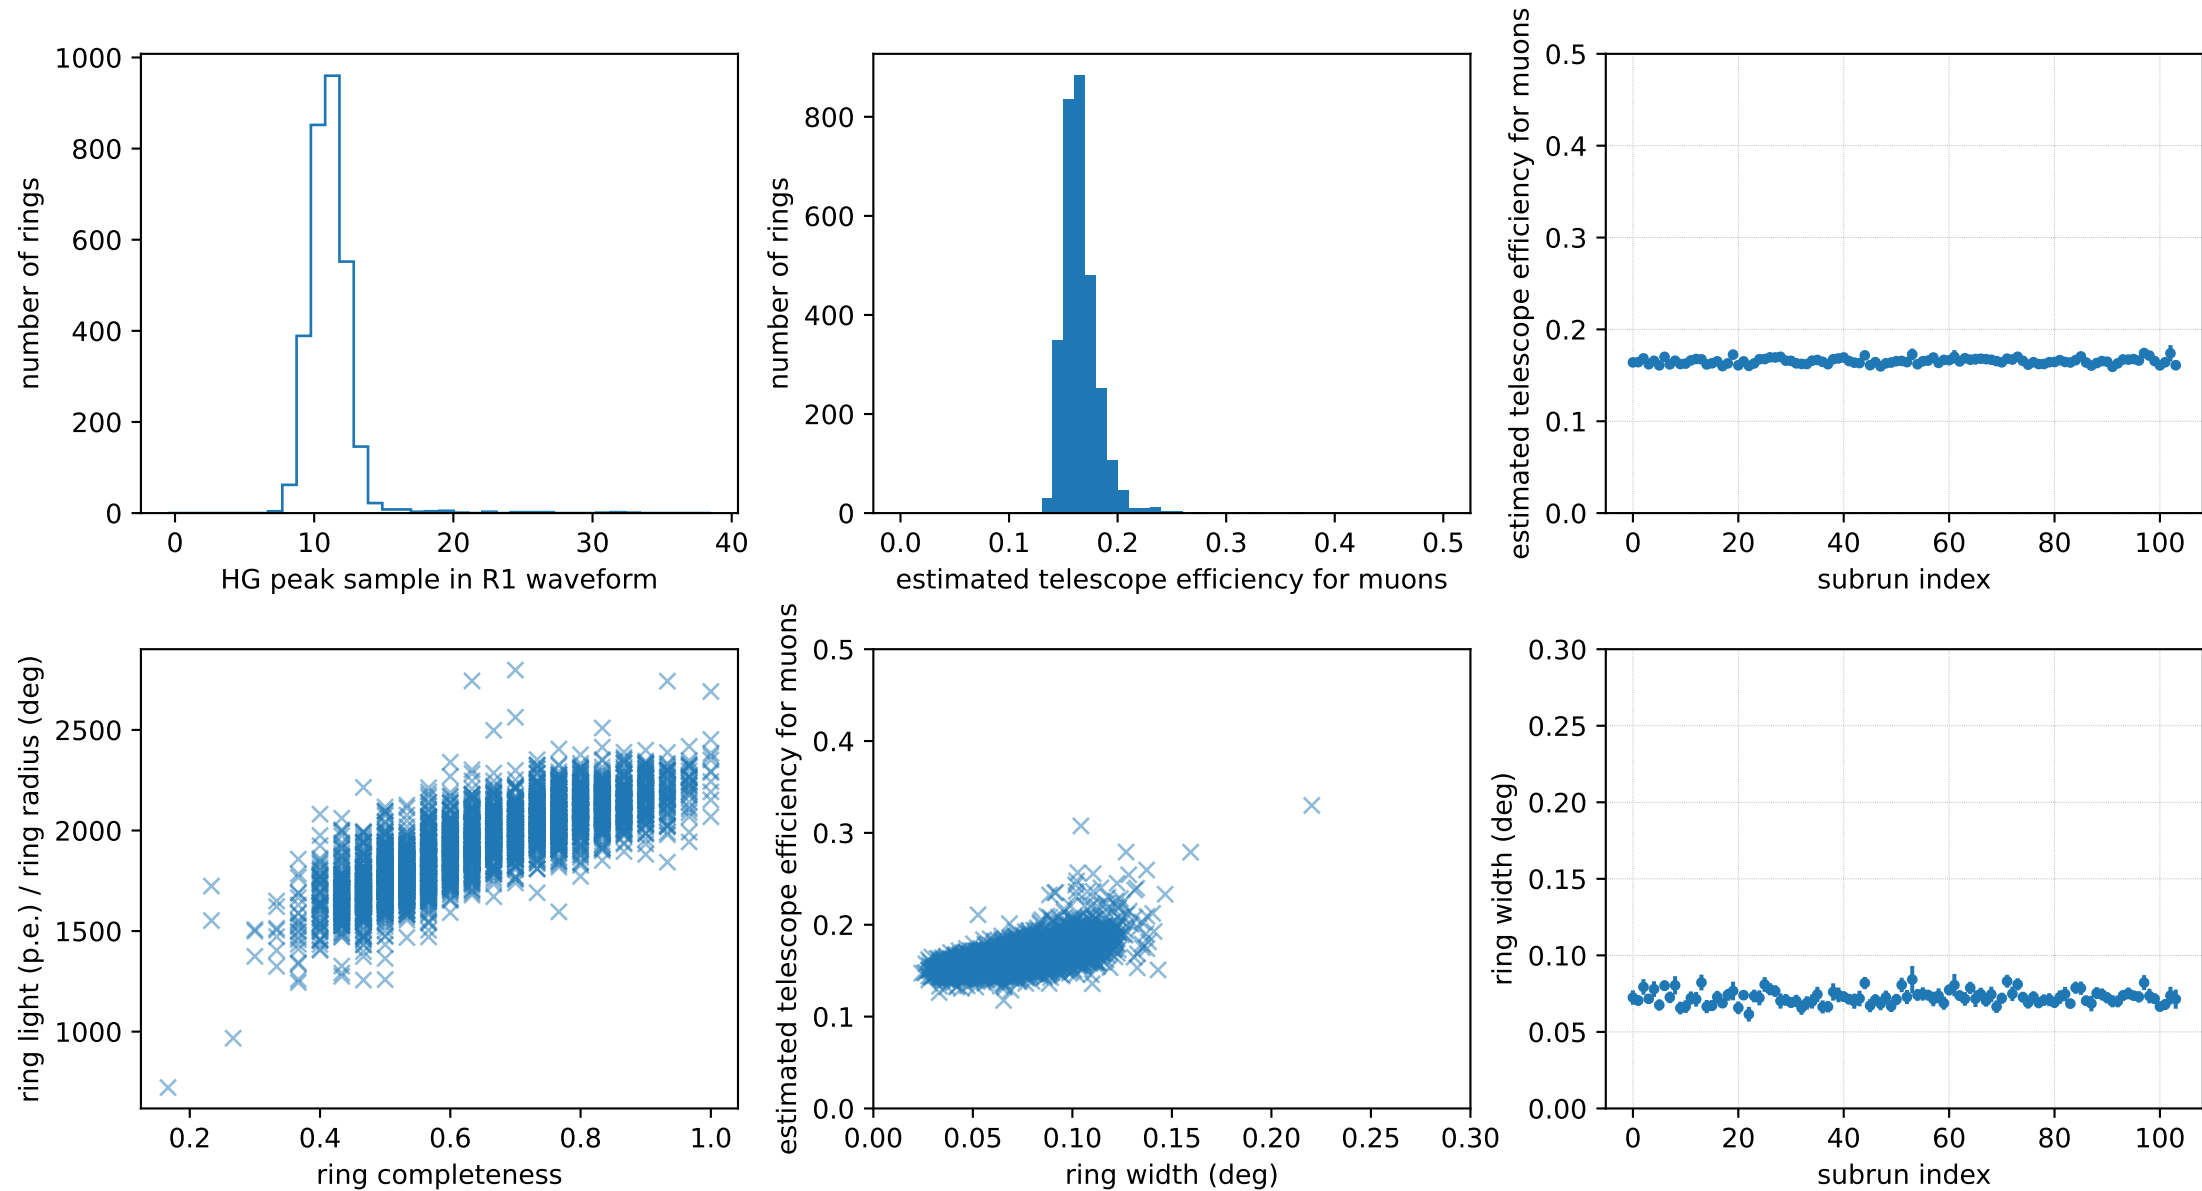 1000
800
600
400
200
0
number of rings
0 10 20 30 40
HG peak sample in R1 waveform
800
600
400
200
0
number of rings
0.0 0.1 0.2 0.3 0.4 0.5
estimated telescope efficiency for muons
0.5
0.4
0.3
0.2
0.1
0.0
estimated telescope efficiency for muons
0 20 40 60 80 100
subrun index
2500
2000
1500
1000
ring light (p.e.) / ring radius (deg)
0.2 0.4 0.6 0.8 1.0
ring completeness
0.5
0.4
0.3
0.2
0.1
0.0
estimated telescope efficiency for muons
0.00 0.05 0.10 0.15 0.20 0.25 0.30
ring width (deg)
0.30
0.25
0.20
0.15
0.10
0.05
0.00
ring width (deg)
0 20 40 60 80 100
subrun index